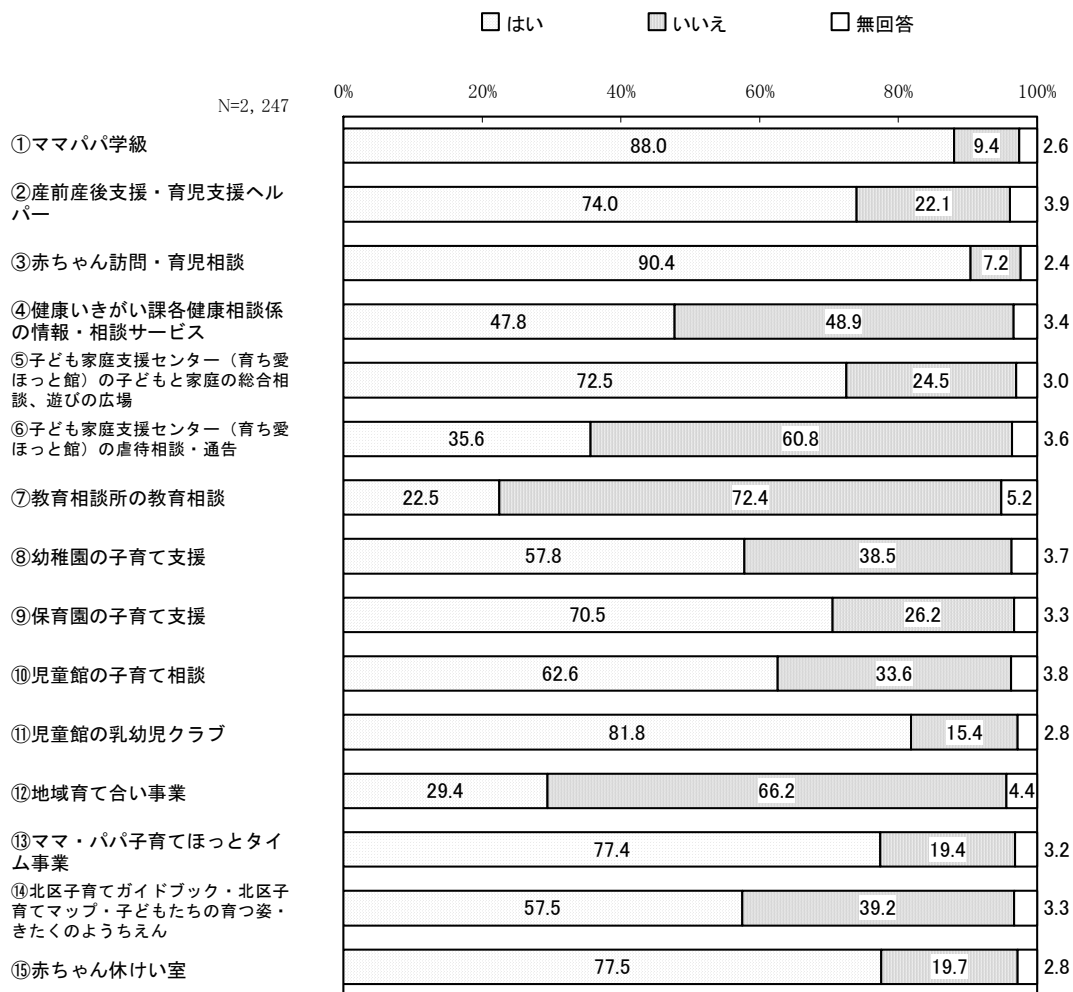 はい いいえ 無回答
N=2, 247 0% 20% 40% 60% 80% 100%
①ママパパ学級 88.0 9.4 2.6
②産前産後支援・育児支援ヘル
パー 74.0 22.1 3.9
③赤ちゃん訪問・育児相談 90.4 7.2 2.4
④健康いきがい課各健康相談係
の情報・相談サービス 47.8 48.9 3.4
⑤子ども家庭支援センター（育ち愛
ほっと館）の子どもと家庭の総合相
談、遊びの広場 72.5 24.5 3.0
⑥子ども家庭支援センター（育ち愛
ほっと館）の虐待相談・通告 35.6 60.8 3.6
⑦教育相談所の教育相談 22.5 72.4 5.2
⑧幼稚園の子育て支援 57.8 38.5 3.7
⑨保育園の子育て支援 70.5 26.2 3.3
⑩児童館の子育て相談 62.6 33.6 3.8
⑪児童館の乳幼児クラブ 81.8 15.4 2.8
⑫地域育て合い事業 29.4 66.2 4.4
⑬ママ・パパ子育てほっとタイ
ム事業 77.4 19.4 3.2
⑭北区子育てガイドブック・北区子
育てマップ・子どもたちの育つ姿・
きたくのようちえん 57.5 39.2 3.3
⑮赤ちゃん休けい室 77.5 19.7 2.8